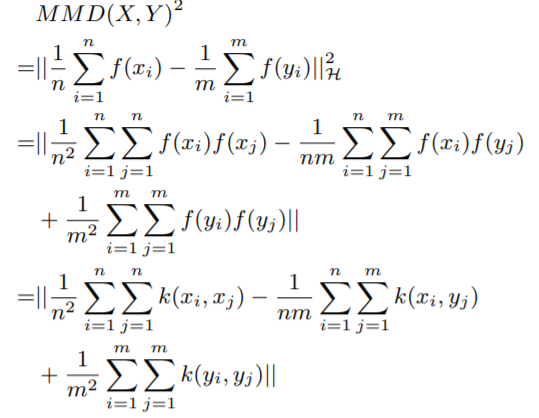 MMD(X,Y)^2
=||\frac{1}{n}\sum_{i=1}^{n} f(x_i) - \frac{1}{m}\sum_{i=1}^{m} f(y_i)||_{\mathcal{H}}^2
=||\frac{1}{n^2}\sum_{i=1}^{n}\sum_{j=1}^{n} f(x_i)f(x_j) - \frac{1}{nm}\sum_{i=1}^{n}\sum_{j=1}^{m} f(x_i)f(y_j)
+ \frac{1}{m^2}\sum_{i=1}^{m}\sum_{j=1}^{m} f(y_i)f(y_j)||
=||\frac{1}{n^2}\sum_{i=1}^{n}\sum_{j=1}^{n} k(x_i,x_j) - \frac{1}{nm}\sum_{i=1}^{n}\sum_{j=1}^{m} k(x_i,y_j)
+ \frac{1}{m^2}\sum_{i=1}^{m}\sum_{j=1}^{m} k(y_i,y_j)||